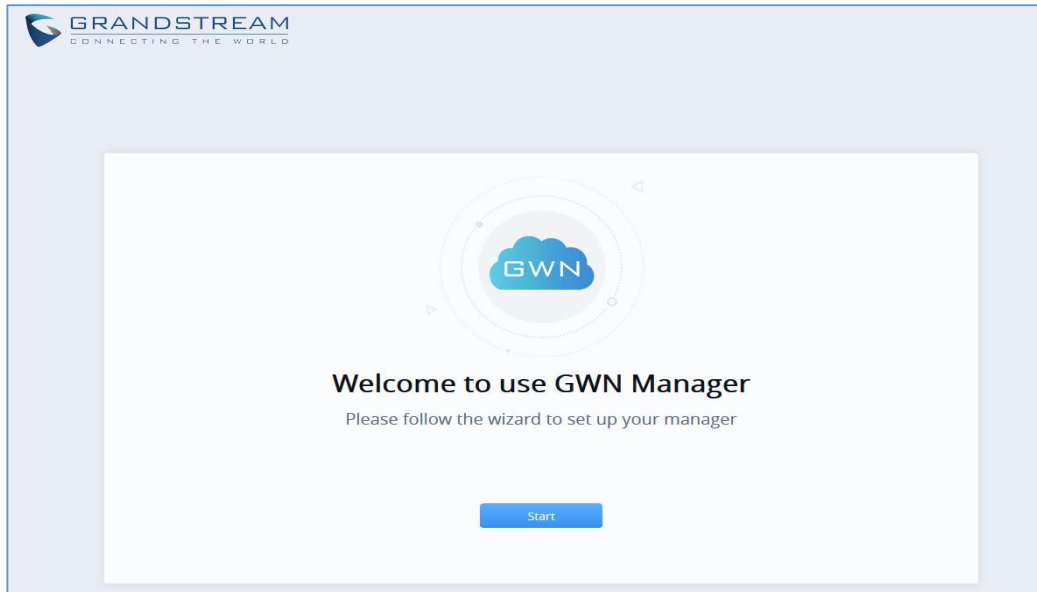 GRANDSTREAM
CONNECTING THE WORLD
GWN
Welcome to use GWN Manager
Please follow the wizard to set up your manager
Start